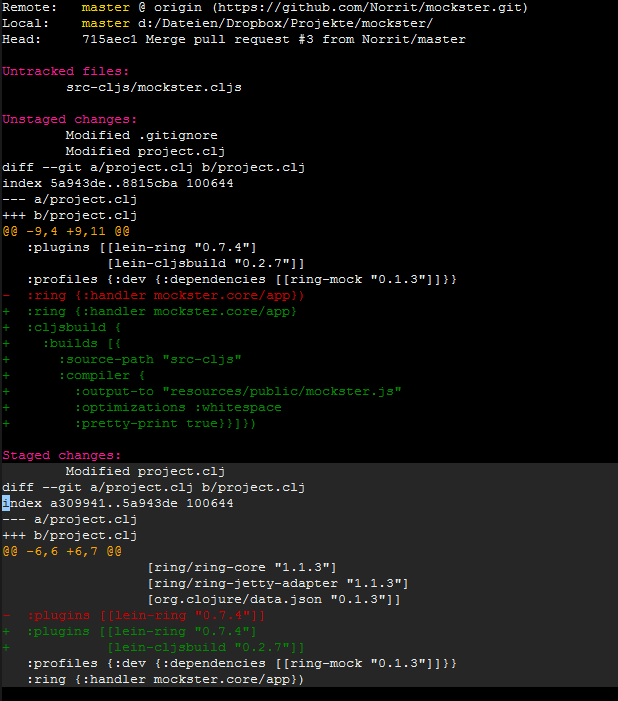 Remote:   master @ origin (https://github.com/Norrit/mockster.git)
Local:    master d:/Dateien/Dropbox/Projekte/mockster/
Head:     715aec1 Merge pull request #3 from Norrit/master

Untracked files:
        src-cljs/mockster.cljs

Unstaged changes:
        Modified .gitignore
        Modified project.clj
diff --git a/project.clj b/project.clj
index 5a943de..8815cba 100644
--- a/project.clj
+++ b/project.clj
@@ -9,4 +9,11 @@
   :plugins [[lein-ring "0.7.4"]
             [lein-cljsbuild "0.2.7"]]
   :profiles {:dev {:dependencies [[ring-mock "0.1.3"]]}}
-  :ring {:handler mockster.core/app})
+  :ring {:handler mockster.core/app}
+  :cljsbuild {
+    :builds [{
+      :source-path "src-cljs"
+      :compiler {
+        :output-to "resources/public/mockster.js"
+        :optimizations :whitespace
+        :pretty-print true}}]})

Staged changes:
        Modified project.clj
diff --git a/project.clj b/project.clj
index a309941..5a943de 100644
--- a/project.clj
+++ b/project.clj
@@ -6,6 +6,7 @@
                  [ring/ring-core "1.1.3"]
                  [ring/ring-jetty-adapter "1.1.3"]
                  [org.clojure/data.json "0.1.3"]]
-  :plugins [[lein-ring "0.7.4"]]
+  :plugins [[lein-ring "0.7.4"]
+            [lein-cljsbuild "0.2.7"]]
   :profiles {:dev {:dependencies [[ring-mock "0.1.3"]]}}
   :ring {:handler mockster.core/app})